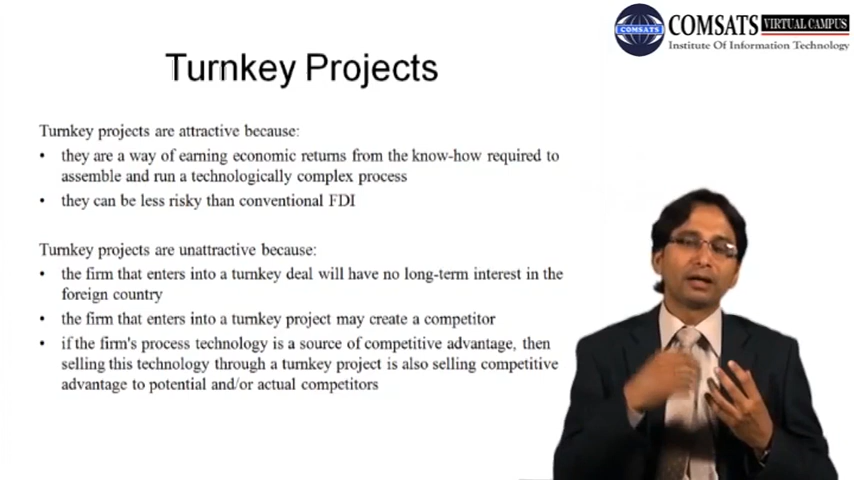 COMSATS VIRTUAL CAMPUS
COMSATS
Institute Of Information Technology
Turnkey Projects
Turnkey projects are attractive because:
• they are a way of earning economic returns from the know-how required to
assemble and run a technologically complex process
• they can be less risky than conventional FDI
Turnkey projects are unattractive because:
• the firm that enters into a turnkey deal will have no long-term interest in the
foreign country
• the firm that enters into a turnkey project may create a competitor
• if the firm's process technology is a source of competitive advantage, then
selling this technology through a turnkey project is also selling competitive
advantage to potential and/or actual competitors